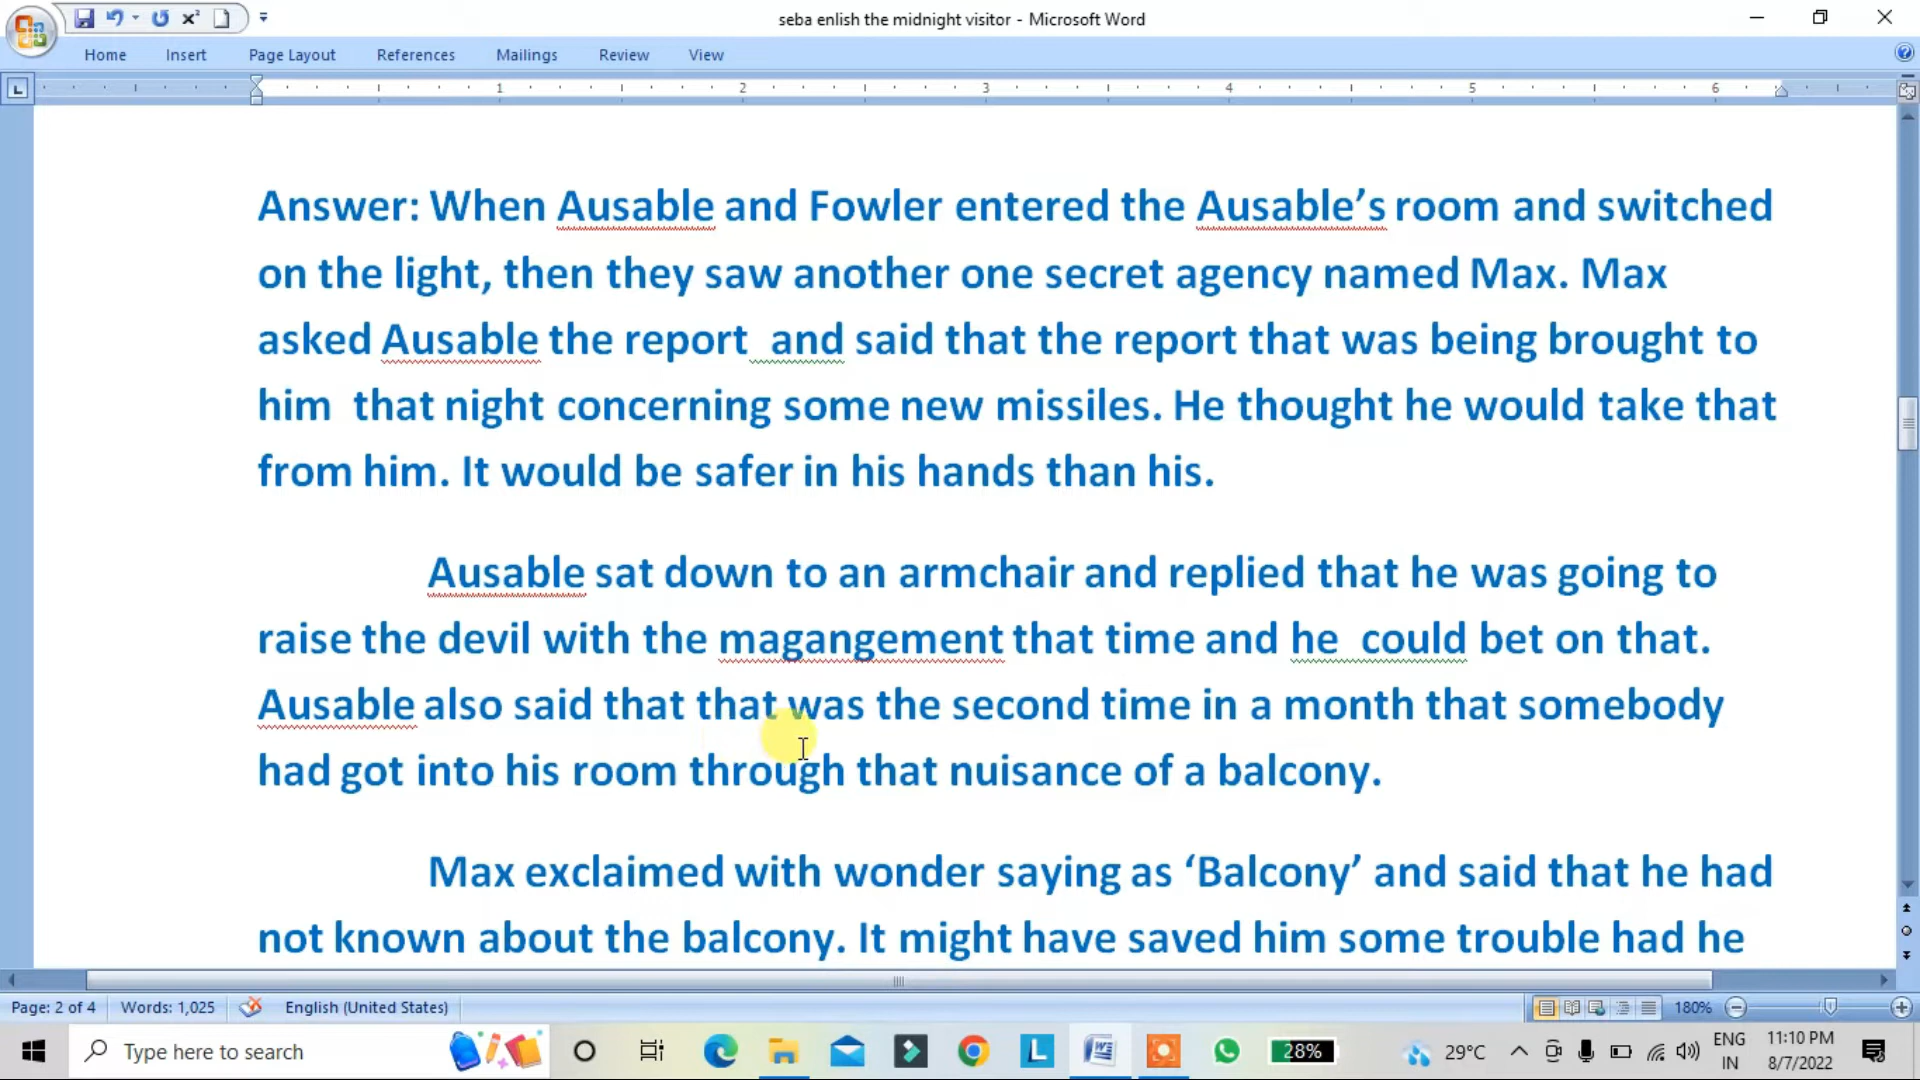 seba enlish the midnight visitor - Microsoft Word
Home Insert Page Layout References Mailings Review View
1 2 3 4 5 6
Answer: When Ausable and Fowler entered the Ausable’s room and switched
on the light, then they saw another one secret agency named Max. Max
asked Ausable the report  and said that the report that was being brought to
him  that night concerning some new missiles. He thought he would take that
from him. It would be safer in his hands than his.
Ausable sat down to an armchair and replied that he was going to
raise the devil with the magangement that time and he  could bet on that.
Ausable also said that that was the second time in a month that somebody
had got into his room through that nuisance of a balcony.
Max exclaimed with wonder saying as ‘Balcony’ and said that he had
not known about the balcony. It might have saved him some trouble had he
Page: 2 of 4 Words: 1,025 English (United States) 180%
Type here to search L 28% 29°C ENG 11:10 PM
IN 8/7/2022